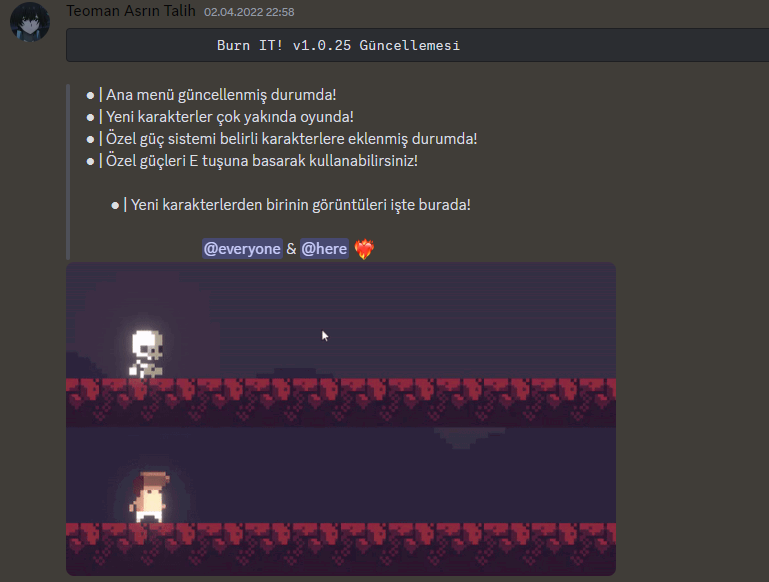 Teoman Asrın Talih 02.04.2022 22:58
Burn IT! v1.0.25 Güncellemesi
● | Ana menü güncellenmiş durumda!
● | Yeni karakterler çok yakında oyunda!
● | Özel güç sistemi belirli karakterlere eklenmiş durumda!
● | Özel güçleri E tuşuna basarak kullanabilirsiniz!
● | Yeni karakterlerden birinin görüntüleri işte burada!
@everyone & @here ❤️‍🔥